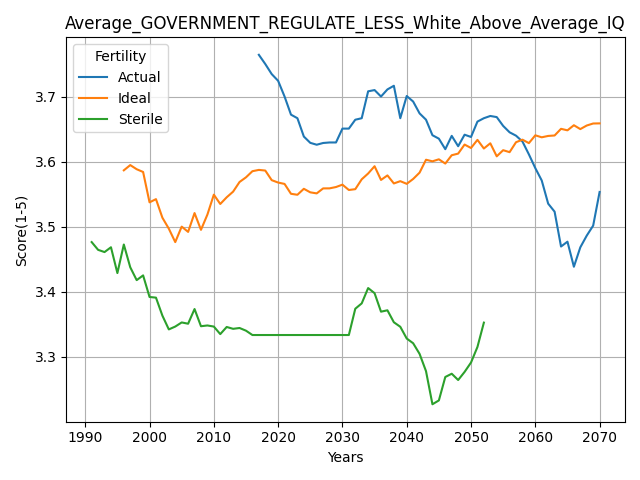 Average_GOVERNMENT_REGULATE_LESS_White_Above_Average_IQ
Fertility
Actual
Ideal
Sterile
Score(1-5)
3.7
3.6
3.5
3.4
3.3
1990 2000 2010 2020 2030 2040 2050 2060 2070
Years